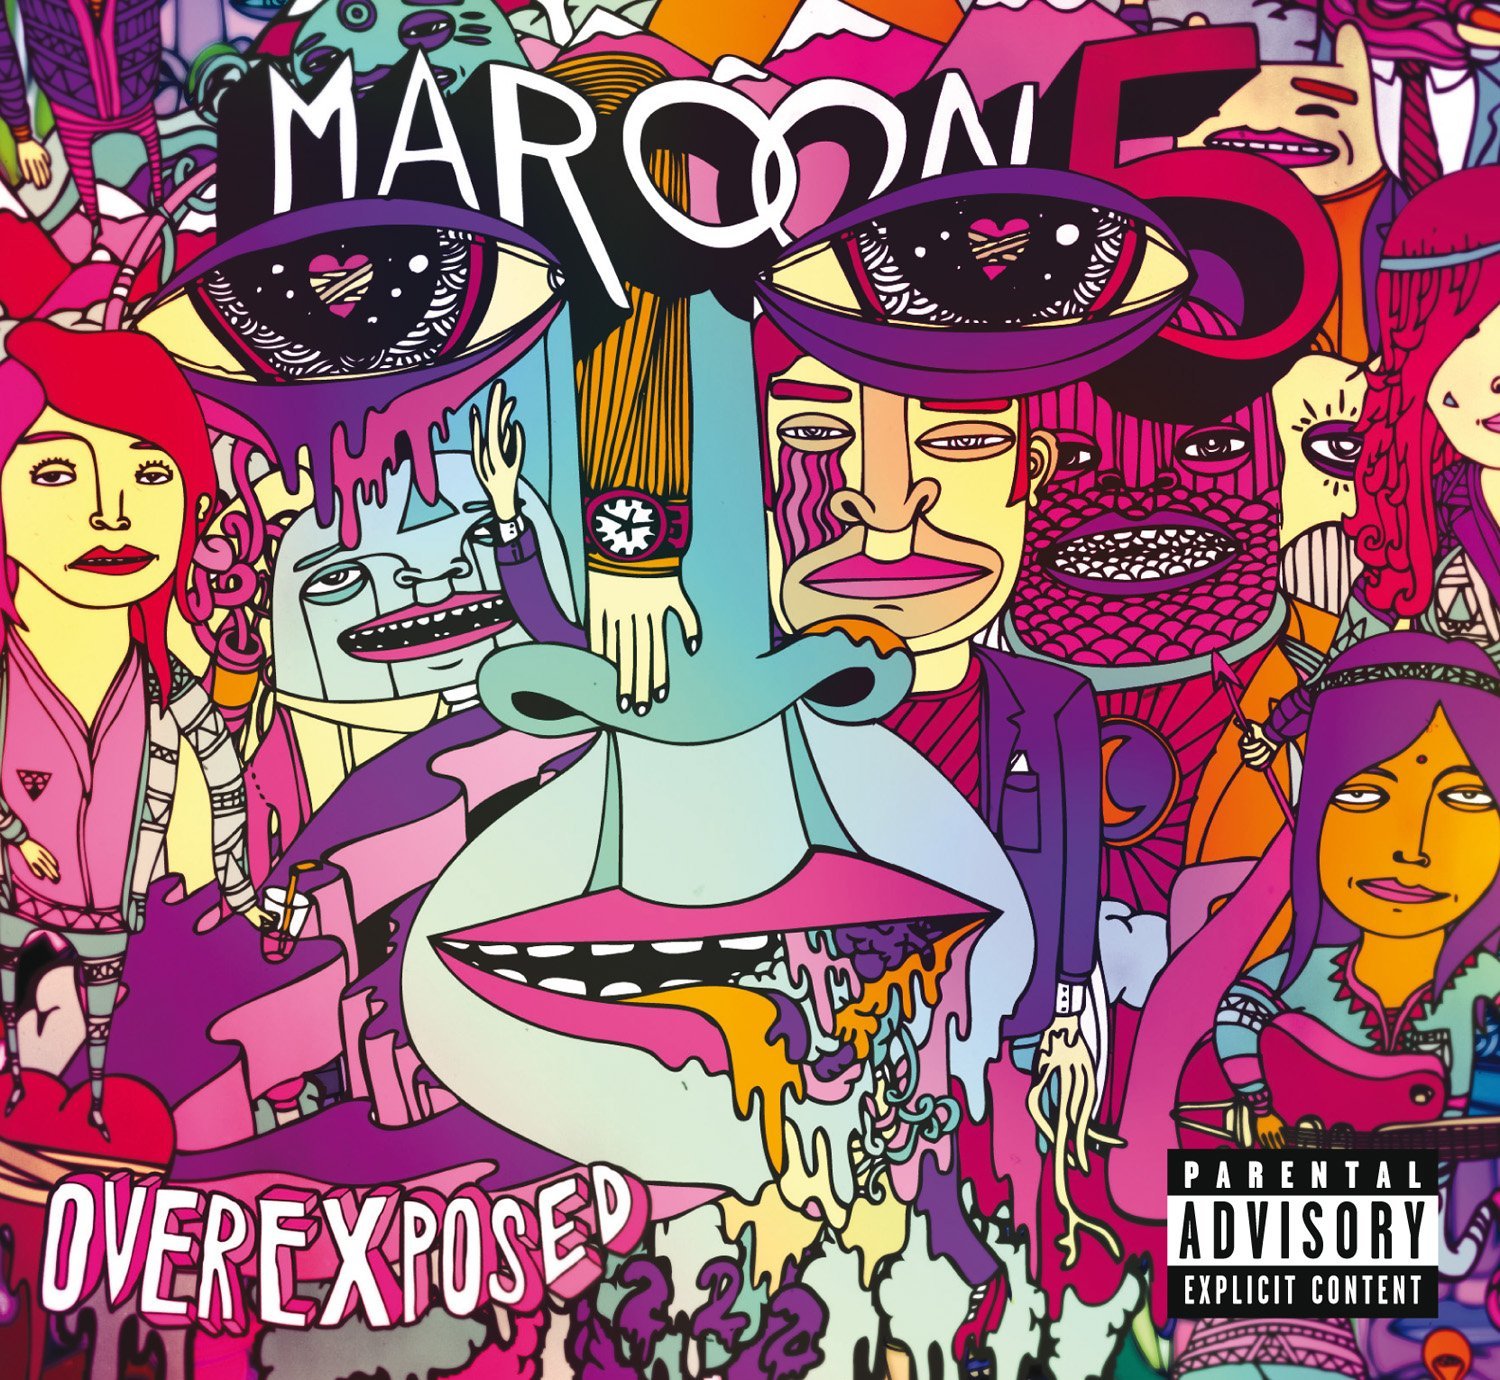 MAROON 5
OVEREXPOSED
PARENTAL
ADVISORY
EXPLICIT CONTENT